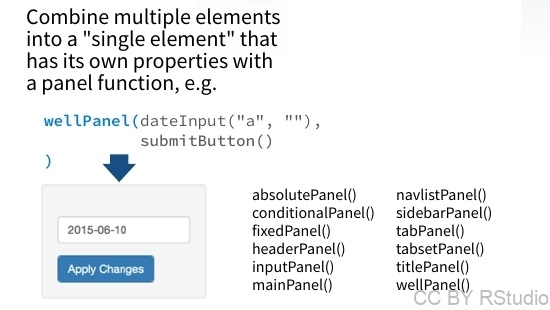 Combine multiple elements
into a "single element" that
has its own properties with
a panel function, e.g.
wellPanel(dateInput("a", ""),
submitButton()
)
2015-06-10
Apply Changes
absolutePanel()
conditionalPanel()
fixedPanel()
headerPanel()
inputPanel()
mainPanel()
navlistPanel()
sidebarPanel()
tabPanel()
tabsetPanel()
titlePanel()
wellPanel()
CC BY RStudio